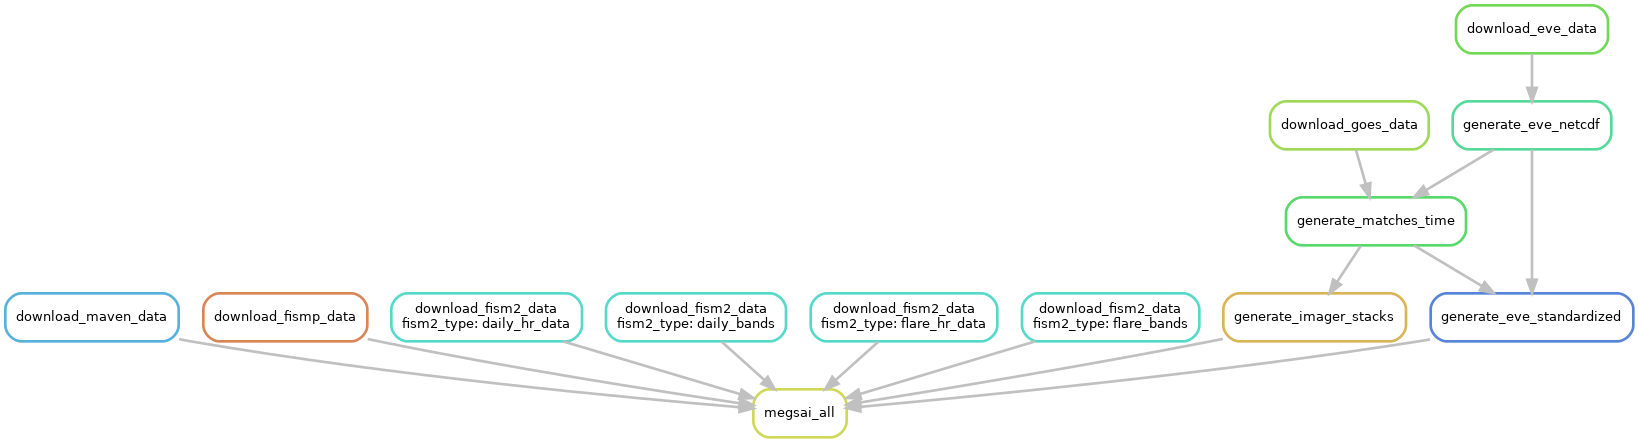 download_eve_data
download_goes_data
generate_eve_netcdf
generate_matches_time
download_maven_data
download_fismp_data
download_fism2_data
fism2_type: daily_hr_data
download_fism2_data
fism2_type: daily_bands
download_fism2_data
fism2_type: flare_hr_data
download_fism2_data
fism2_type: flare_bands
generate_imager_stacks
generate_eve_standardized
megsai_all